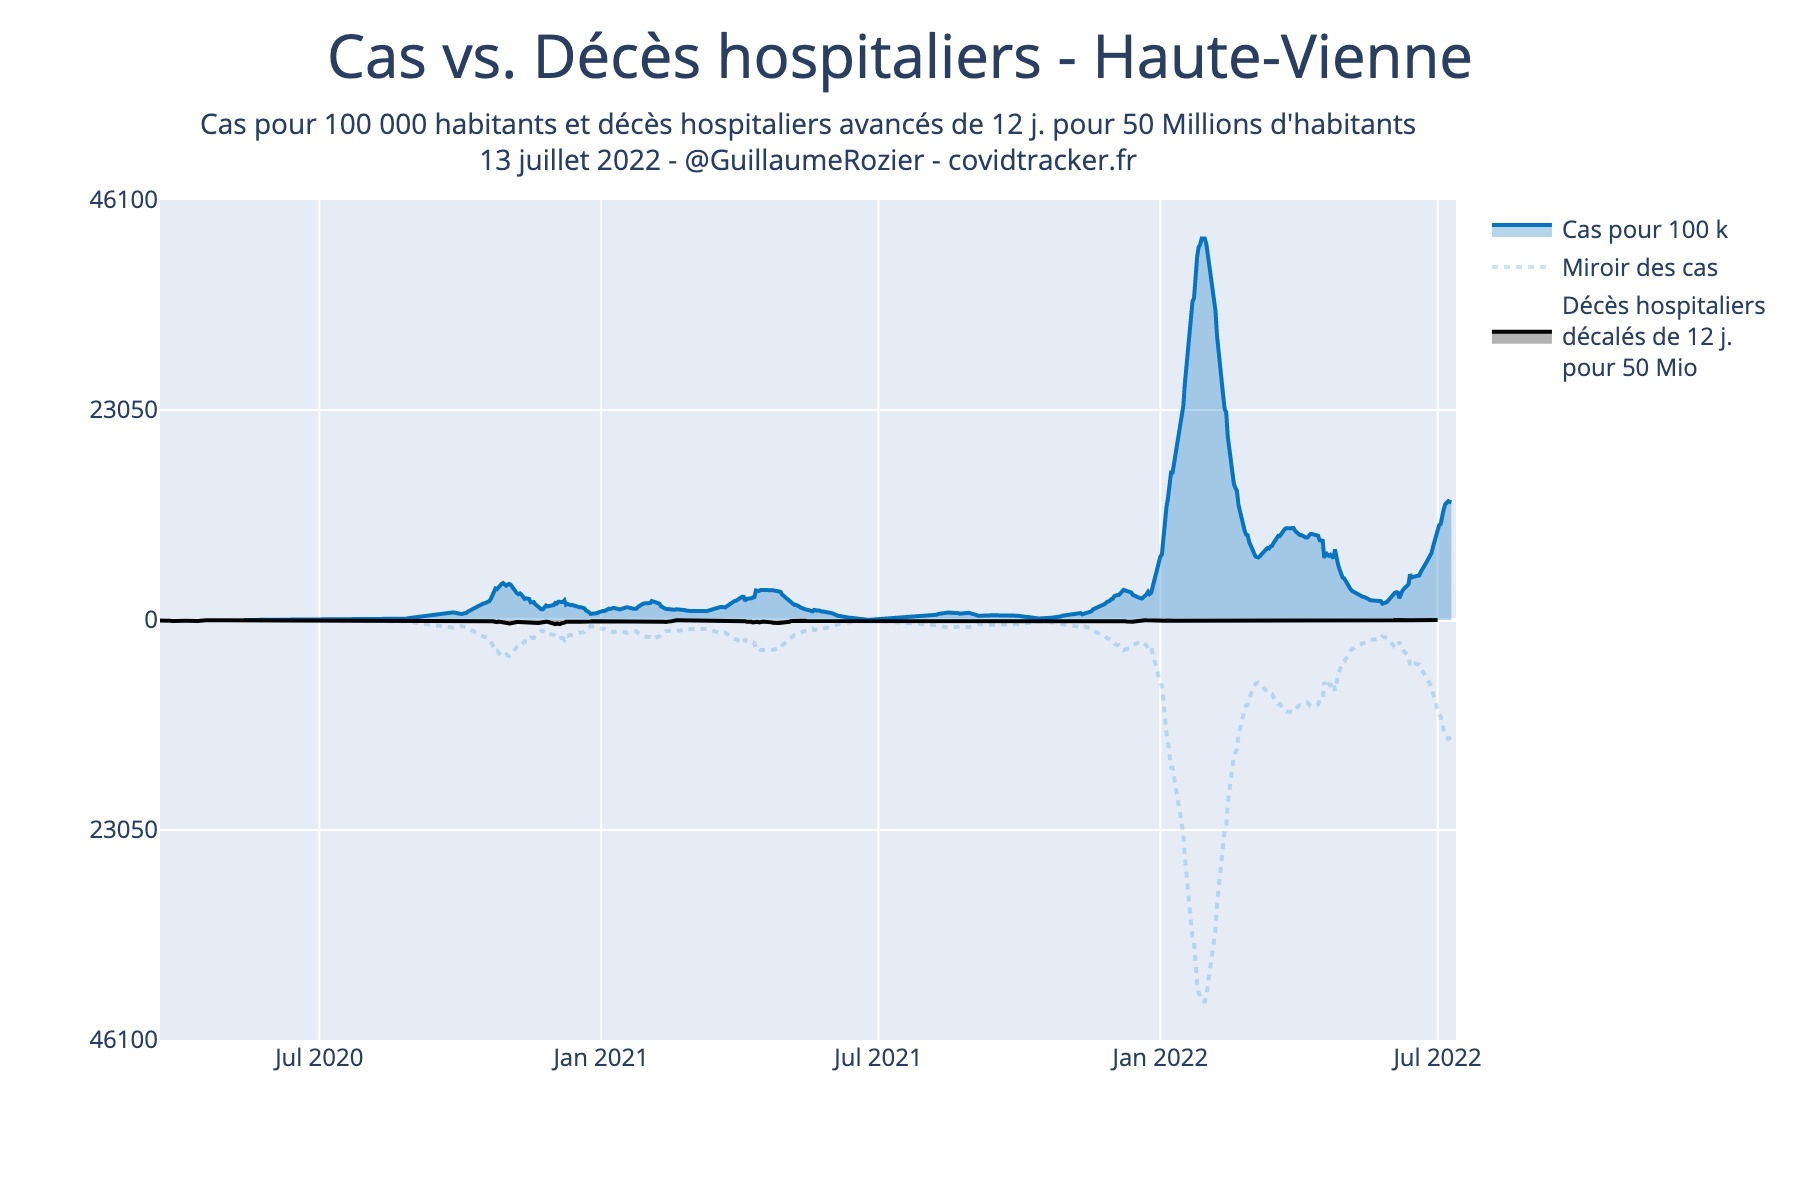 Cas vs. Décès hospitaliers - Haute-Vienne
Cas pour 100 000 habitants et décès hospitaliers avancés de 12 j. pour 50 Millions d'habitants
13 juillet 2022 - @GuillaumeRozier - covidtracker.fr
46100
23050
0
23050
46100
Jul 2020
Jan 2021
Jul 2021
Jan 2022
Jul 2022
Cas pour 100 k
Miroir des cas
Décès hospitaliers
décalés de 12 j.
pour 50 Mio